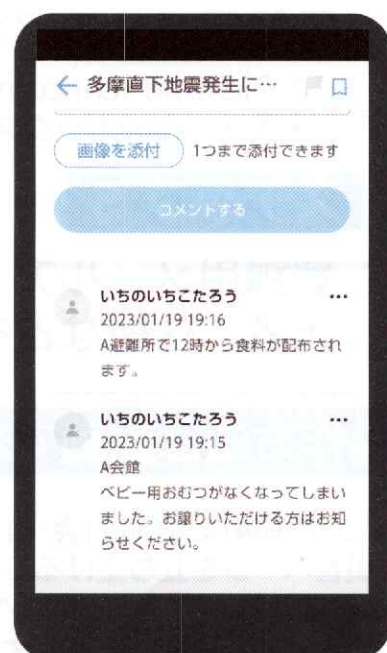 ← 多摩直下地震発生に…
画像を添付 1つまで添付できます
コメントする
いちのいちこたろう …
2023/01/19 19:16
A避難所で12時から食料が配布され
ます。
いちのいちこたろう …
2023/01/19 19:15
A会館
ベビー用おむつがなくなってしまい
ました。お譲りいただける方はお知
らせください。